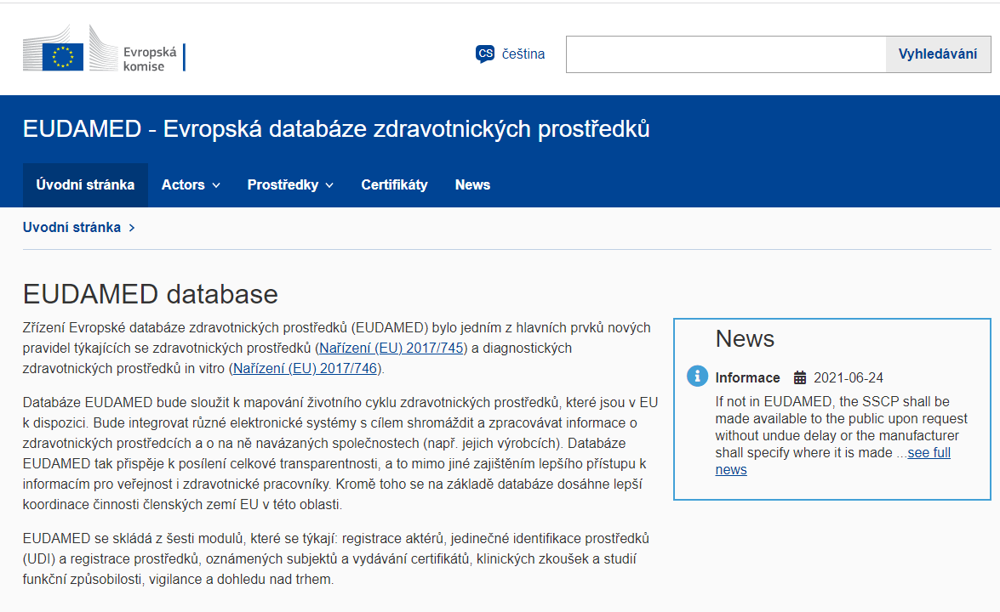 Evropská
komise
CS čeština
Vyhledávání
EUDAMED - Evropská databáze zdravotnických prostředků
Úvodní stránka Actors Prostředky Certifikáty News
Uvodní stránka
EUDAMED database
Zřízení Evropské databáze zdravotnických prostředků (EUDAMED) bylo jedním z hlavních prvků nových
pravidel týkajících se zdravotnických prostředků (Nařízení (EU) 2017/745) a diagnostických
zdravotnických prostředků in vitro (Nařízení (EU) 2017/746).
Databáze EUDAMED bude sloužit k mapování životního cyklu zdravotnických prostředků, které jsou v EU
k dispozici. Bude integrovat různé elektronické systémy s cílem shromáždit a zpracovávat informace o
zdravotnických prostředcích a o na ně navázaných společnostech (např. jejich výrobcích). Databáze
EUDAMED tak přispěje k posílení celkové transparentnosti, a to mimo jiné zajištěním lepšího přístupu k
informacím pro veřejnost i zdravotnické pracovníky. Kromě toho se na základě databáze dosáhne lepší
koordinace činnosti členských zemí EU v této oblasti.
EUDAMED se skládá z šesti modulů, které se týkají: registrace aktérů, jedinečné identifikace prostředků
(UDI) a registrace prostředků, oznámených subjektů a vydávání certifikátů, klinických zkoušek a studií
funkční způsobilosti, vigilance a dohledu nad trhem.
News
Informace 2021-06-24
If not in EUDAMED, the SSCP shall be
made available to the public upon request
without undue delay or the manufacturer
shall specify where it is made ...see full
news